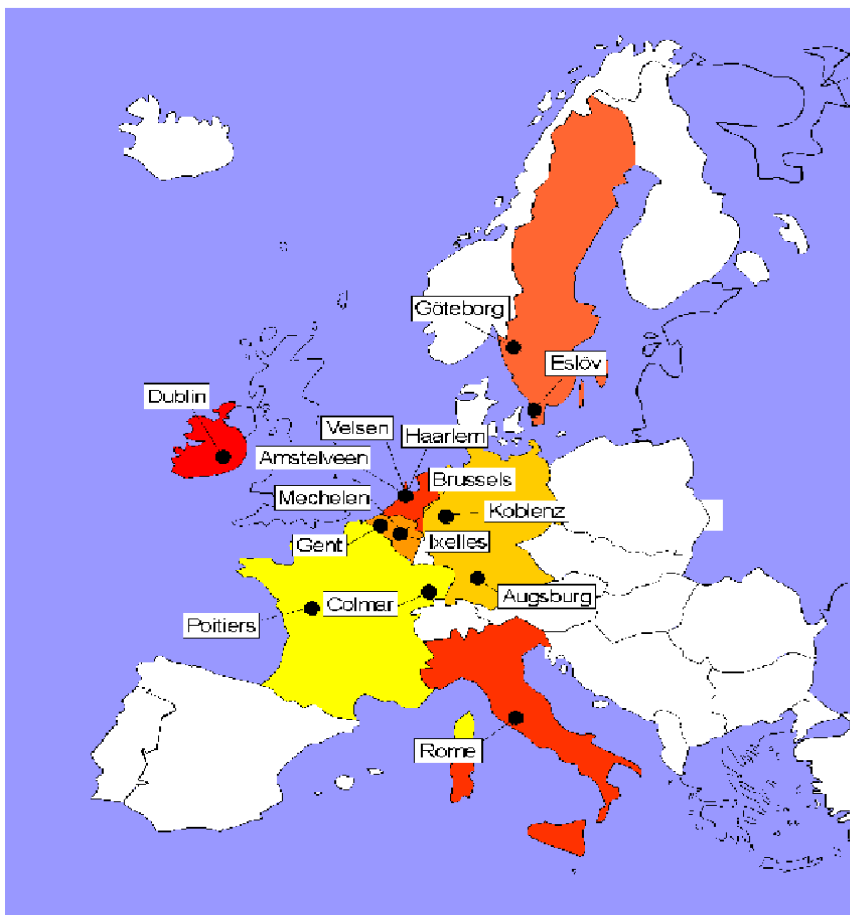 Göteborg
Eslöv
Dublin
Velsen
Haarlem
Amstelveen
Brussels
Mechelen
Koblenz
Gent
Ixelles
Colmar
Augsburg
Poitiers
Rome